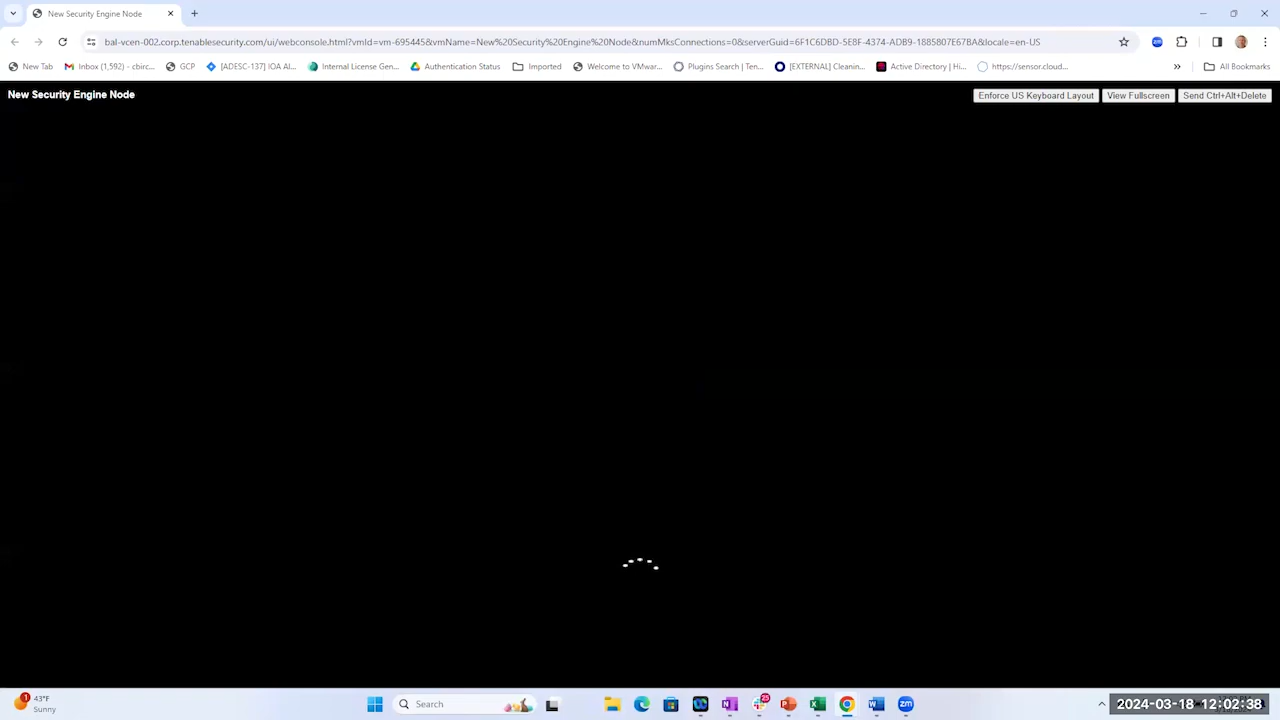 New Security Engine Node
bal-vcen-002.corp.tenablesecurity.com/ui/webconsole.html?vmId=vm-695445&vmName=New%20Security%20Engine%20Node&numMksConnections=0&serverGuid=6F1C6DBD-5E8F-4374-ADB9-1885807E67BA&locale=en-US
New Tab
Inbox (1,592) - cbirc...
GCP
[ADESC-137] IOA AI...
Internal License Gen...
Authentication Status
Imported
Welcome to VMwar...
Plugins Search | Ten...
[EXTERNAL] Cleanin...
Active Directory | Hi...
https://sensor.cloud...
All Bookmarks
New Security Engine Node
Enforce US Keyboard Layout
View Fullscreen
Send Ctrl+Alt+Delete
1
43°F
Sunny
Search
25
zm
2024-03-18 12:02:38